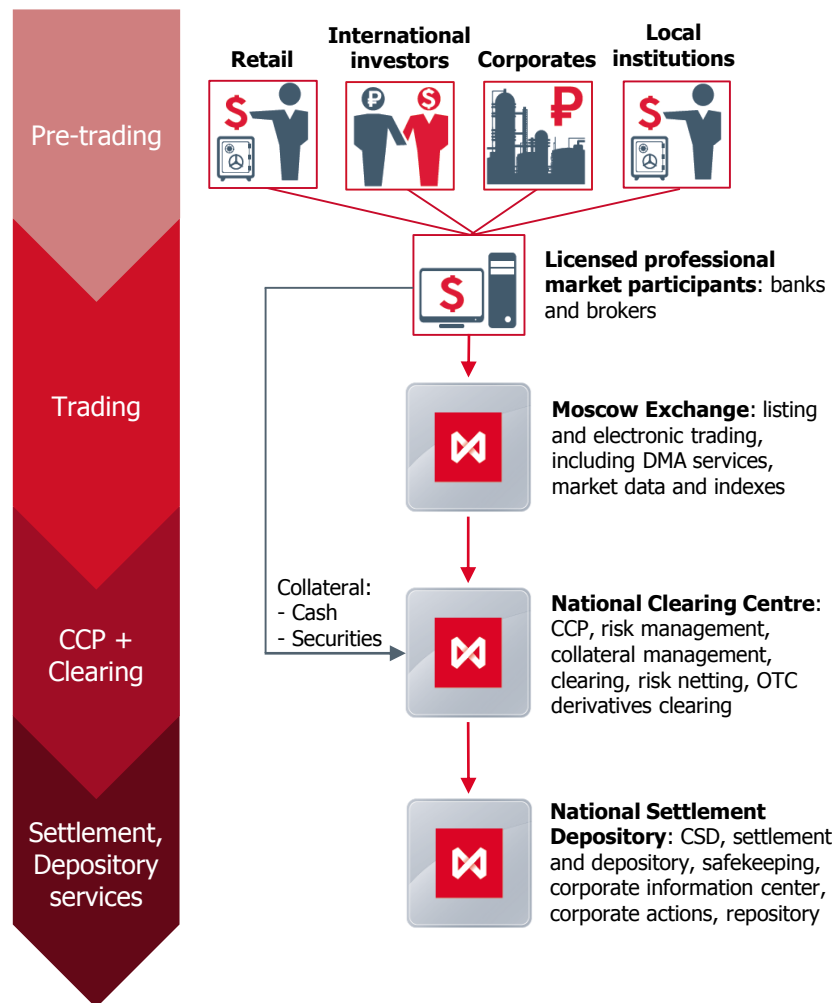 Retail
International
investors
Corporates
Local
institutions
Pre-trading
$
₽ $
₽
$
$
Licensed professional
market participants: banks
and brokers
Trading
Moscow Exchange: listing
and electronic trading,
including DMA services,
market data and indexes
Collateral:
- Cash
- Securities
CCP +
Clearing
National Clearing Centre:
CCP, risk management,
collateral management,
clearing, risk netting, OTC
derivatives clearing
Settlement,
Depository
services
National Settlement
Depository: CSD, settlement
and depository, safekeeping,
corporate information center,
corporate actions, repository